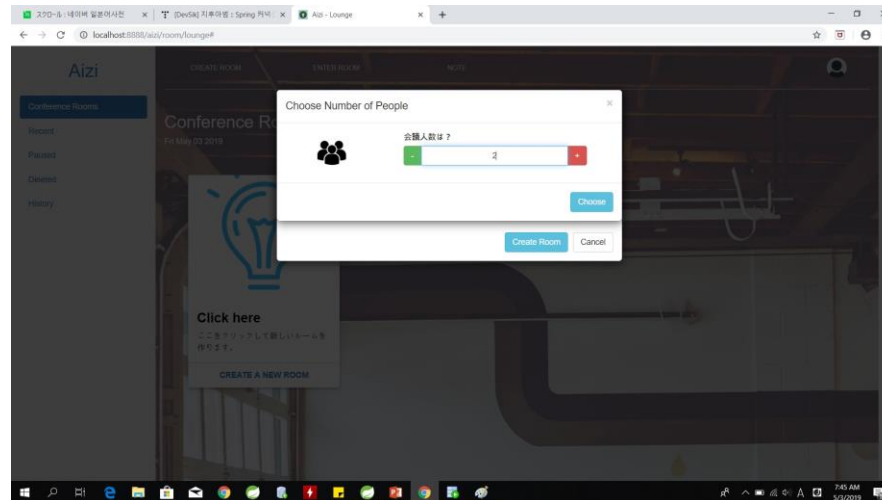 スクロール : 네이버 일본어사전
[DevSik] 지후아빠 : Spring 커넥
Aizi - Lounge
localhost:8888/aizi/room/lounge#
Aizi
CREATE ROOM
ENTER ROOM
NOTE
Conference Rooms
Record
Paused
Deleted
History
Conference Ro
Fri May 03 2019
Choose Number of People
×
会議人数は？
-
2
+
Choose
Create Room
Cancel
Click here
ここをクリックして新しいルームを
作ります。
CREATE A NEW ROOM
A
7:45 AM
5/3/2019